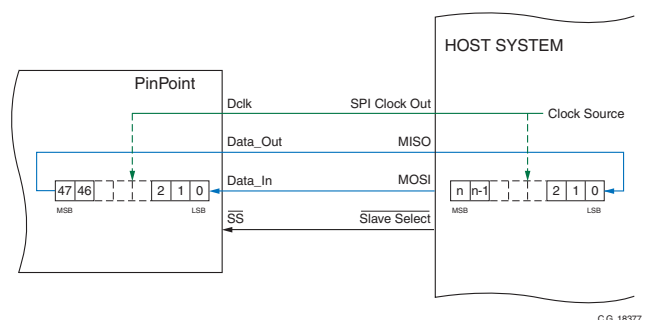 HOST SYSTEM
PinPoint
Dclk SPI Clock Out
Clock Source
Data_Out MISO
47 46 2 1 0
MSB LSB
Data_In MOSI
n n-1 2 1 0
MSB LSB
SS Slave Select
C.G. 18377